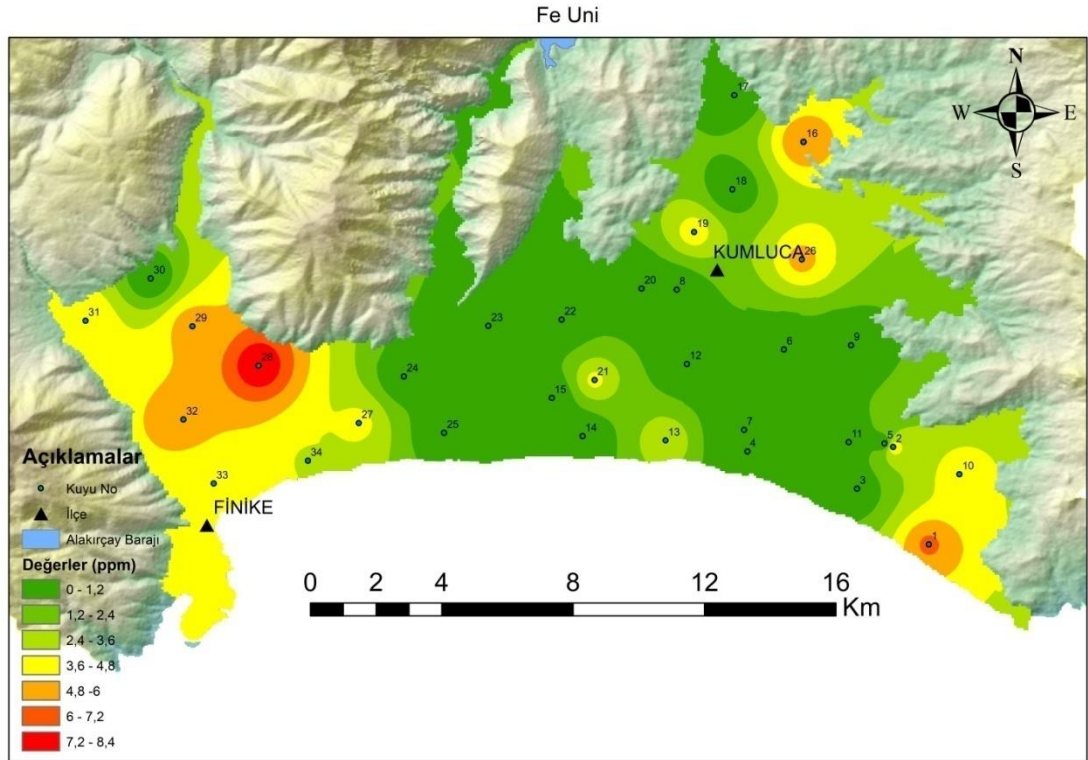 Fe Uni
N
W
E
S
17
16
18
19
KUMLUCA
26
30
20
8
31
29
23
22
6
9
28
12
24
21
15
32
27
25
14
13
7
4
11
5
2
34
10
3
33
FİNİKE
1
Açıklamalar
Kuyu No
İlçe
Alakırçay Barajı
Değerler (ppm)
0 - 1,2
1,2 - 2,4
2,4 - 3,6
3,6 - 4,8
4,8 -6
6 - 7,2
7,2 - 8,4
0 2 4 8 12 16
Km